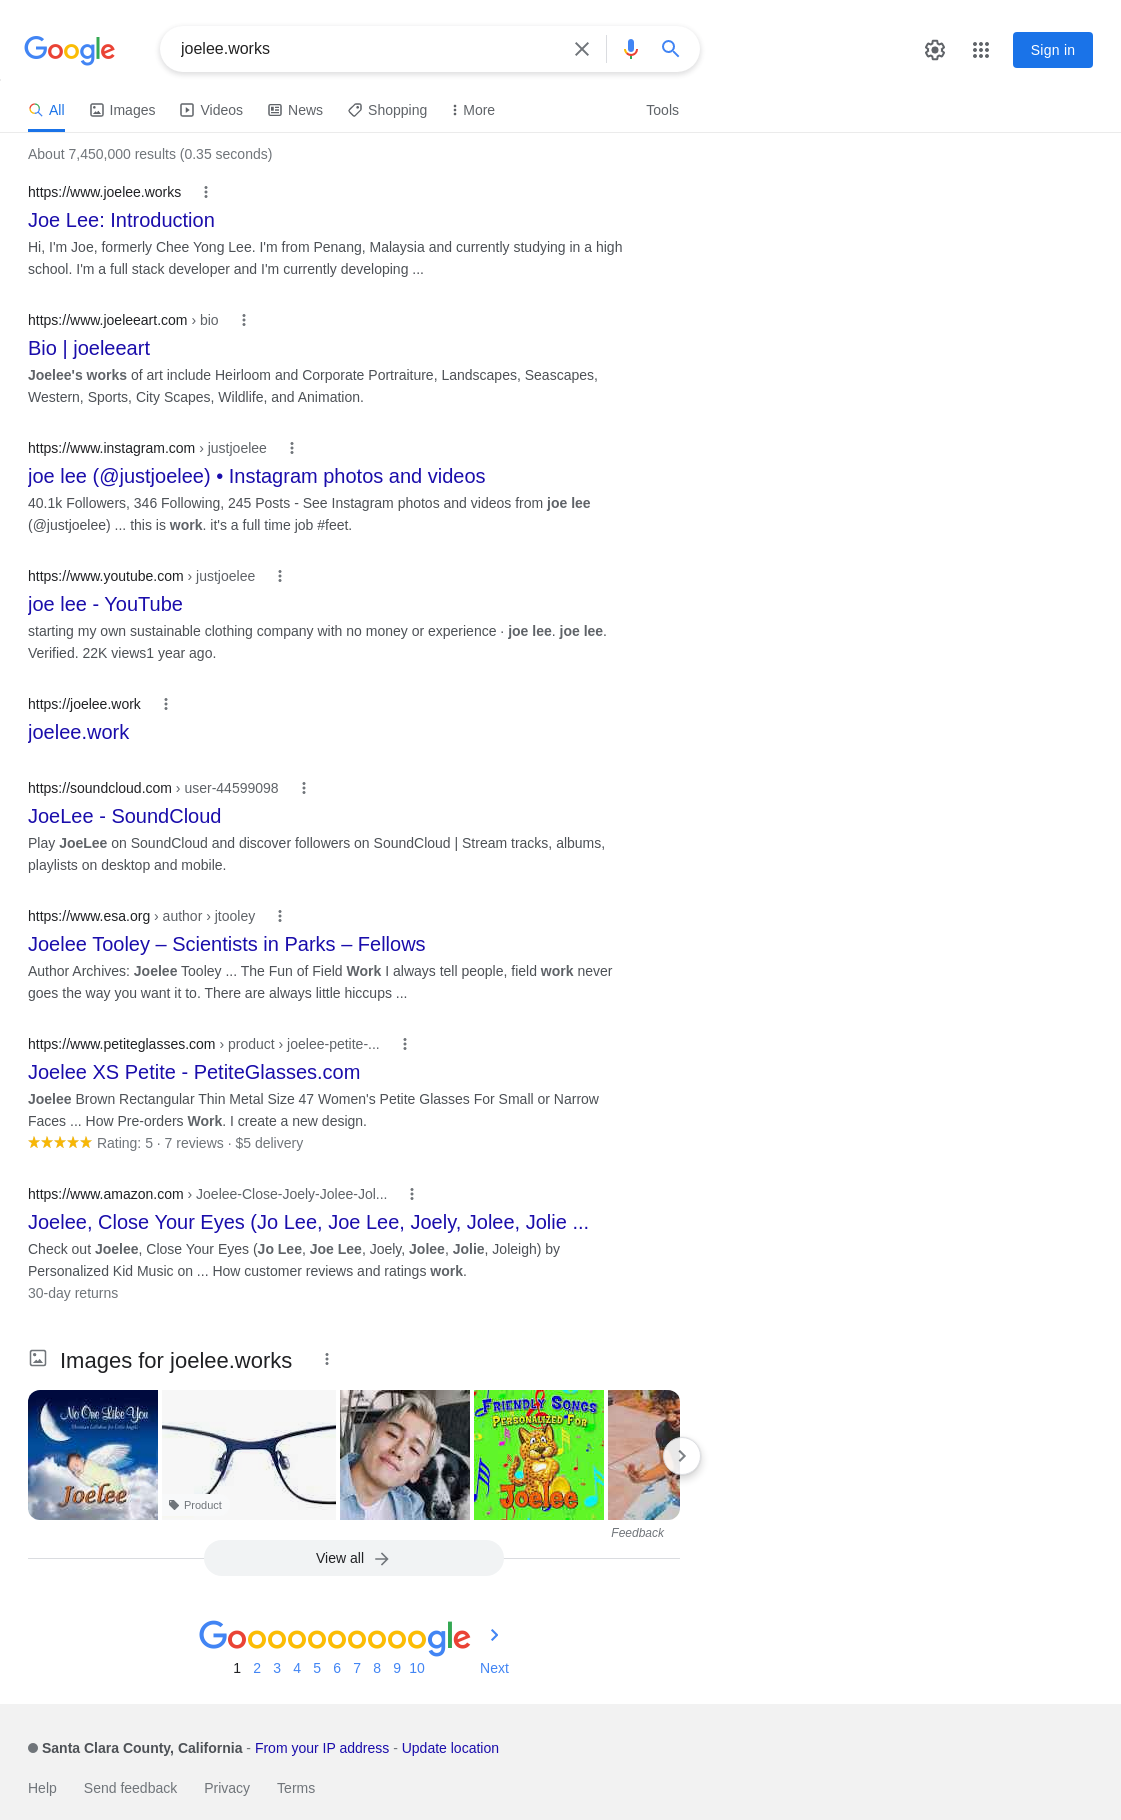 Google
joelee.works
Sign in
All
Images
Videos
News
Shopping
More
Tools
About 7,450,000 results (0.35 seconds)
https://www.joelee.works
Joe Lee: Introduction
Hi, I'm Joe, formerly Chee Yong Lee. I'm from Penang, Malaysia and currently studying in a high
school. I'm a full stack developer and I'm currently developing ...
https://www.joeleeart.com › bio
Bio | joeleeart
Joelee's works of art include Heirloom and Corporate Portraiture, Landscapes, Seascapes,
Western, Sports, City Scapes, Wildlife, and Animation.
https://www.instagram.com › justjoelee
joe lee (@justjoelee) • Instagram photos and videos
40.1k Followers, 346 Following, 245 Posts - See Instagram photos and videos from joe lee
(@justjoelee) ... this is work. it's a full time job #feet.
https://www.youtube.com › justjoelee
joe lee - YouTube
starting my own sustainable clothing company with no money or experience · joe lee. joe lee.
Verified. 22K views1 year ago.
https://joelee.work
joelee.work
https://soundcloud.com › user-44599098
JoeLee - SoundCloud
Play JoeLee on SoundCloud and discover followers on SoundCloud | Stream tracks, albums,
playlists on desktop and mobile.
https://www.esa.org › author › jtooley
Joelee Tooley – Scientists in Parks – Fellows
Author Archives: Joelee Tooley ... The Fun of Field Work I always tell people, field work never
goes the way you want it to. There are always little hiccups ...
https://www.petiteglasses.com › product › joelee-petite-...
Joelee XS Petite - PetiteGlasses.com
Joelee Brown Rectangular Thin Metal Size 47 Women's Petite Glasses For Small or Narrow
Faces ... How Pre-orders Work. I create a new design.
Rating: 5 · 7 reviews · $5 delivery
https://www.amazon.com › Joelee-Close-Joely-Jolee-Jol...
Joelee, Close Your Eyes (Jo Lee, Joe Lee, Joely, Jolee, Jolie ...
Check out Joelee, Close Your Eyes (Jo Lee, Joe Lee, Joely, Jolee, Jolie, Joleigh) by
Personalized Kid Music on ... How customer reviews and ratings work.
30-day returns
Images for joelee.works
No One Like You
Joelee
Product
Friendly Songs
Personalized For
Joelee
Feedback
View all
Goooooooooogle
1 2 3 4 5 6 7 8 9 10 Next
Santa Clara County, California - From your IP address - Update location
Help Send feedback Privacy Terms